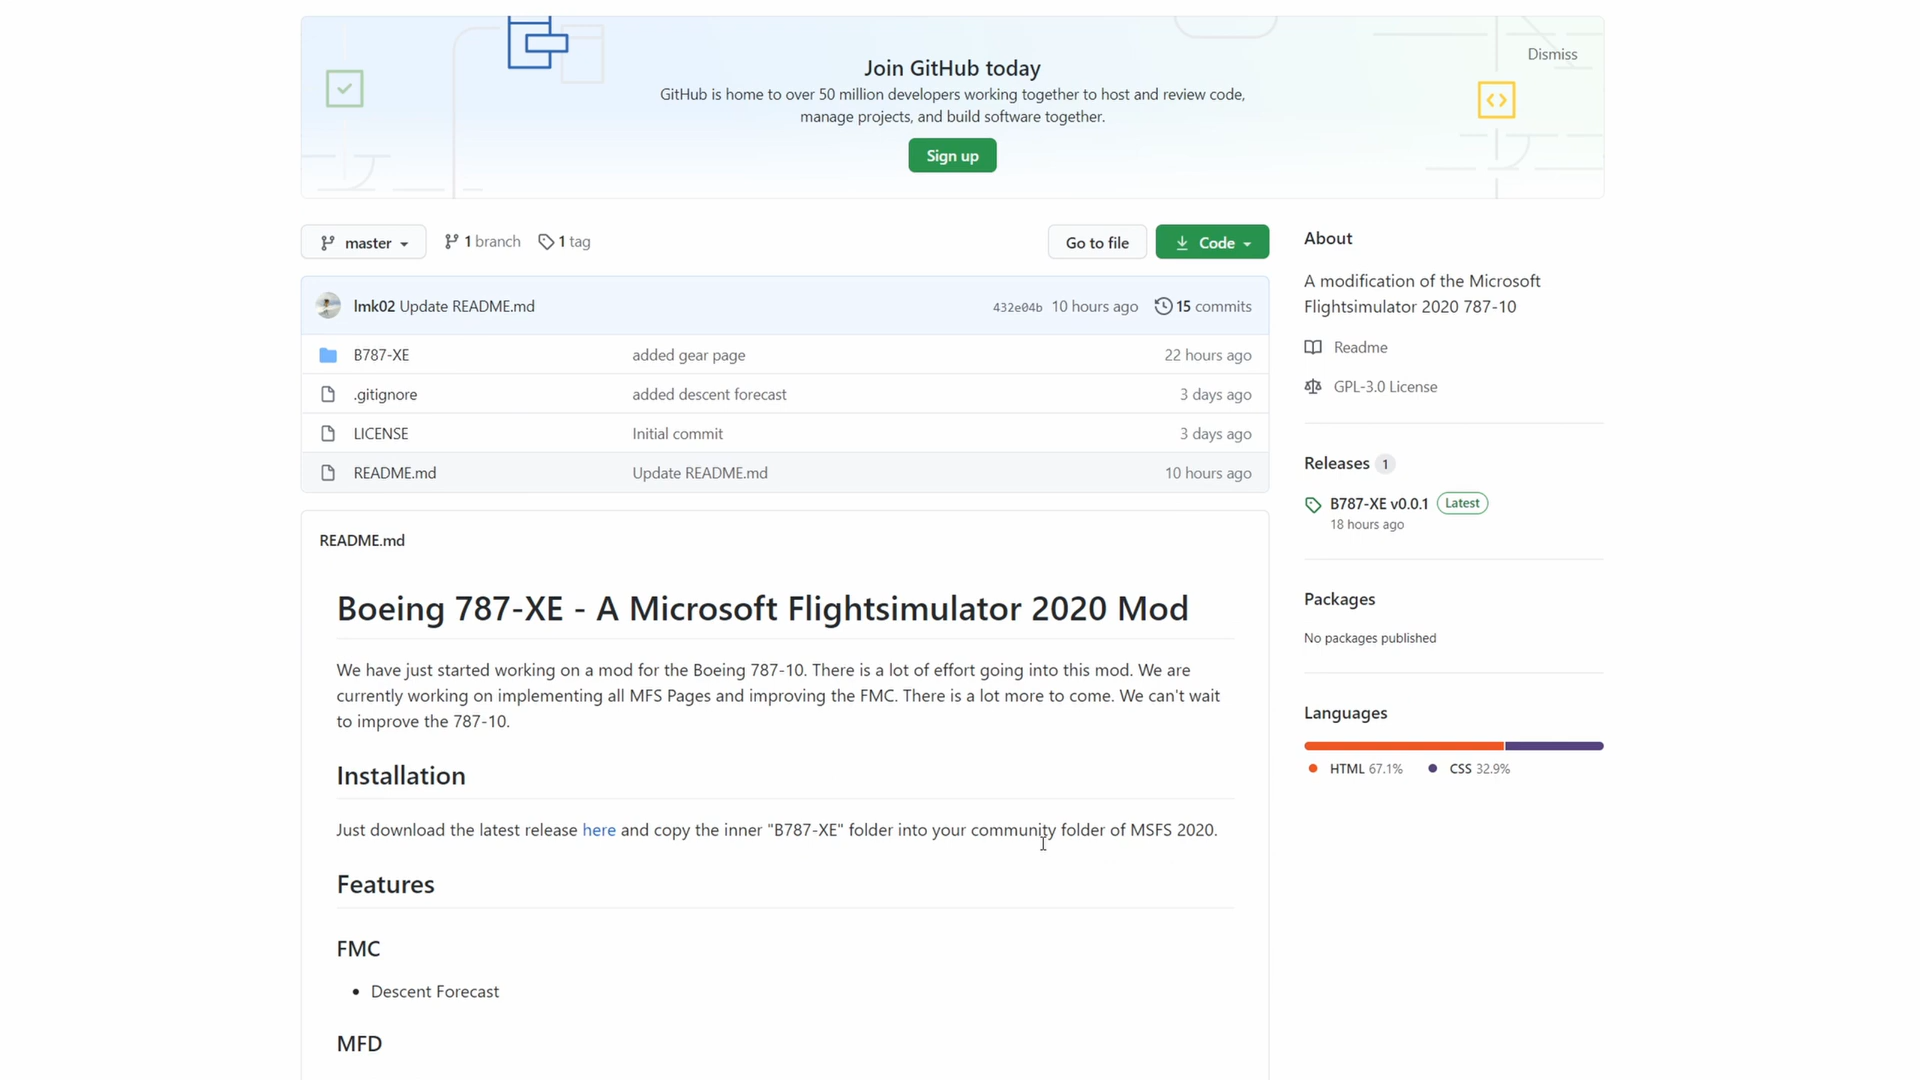 Join GitHub today
Dismiss
GitHub is home to over 50 million developers working together to host and review code,
manage projects, and build software together.
Sign up
master
1 branch
1 tag
Go to file
Code
lmk02 Update README.md
432e04b 10 hours ago
15 commits
B787-XE
added gear page
22 hours ago
.gitignore
added descent forecast
3 days ago
LICENSE
Initial commit
3 days ago
README.md
Update README.md
10 hours ago
README.md
Boeing 787-XE - A Microsoft Flightsimulator 2020 Mod
We have just started working on a mod for the Boeing 787-10. There is a lot of effort going into this mod. We are
currently working on implementing all MFS Pages and improving the FMC. There is a lot more to come. We can't wait
to improve the 787-10.
Installation
Just download the latest release here and copy the inner "B787-XE" folder into your community folder of MSFS 2020.
Features
FMC
• Descent Forecast
MFD
About
A modification of the Microsoft
Flightsimulator 2020 787-10
Readme
GPL-3.0 License
Releases 1
B787-XE v0.0.1 Latest
18 hours ago
Packages
No packages published
Languages
HTML 67.1% CSS 32.9%